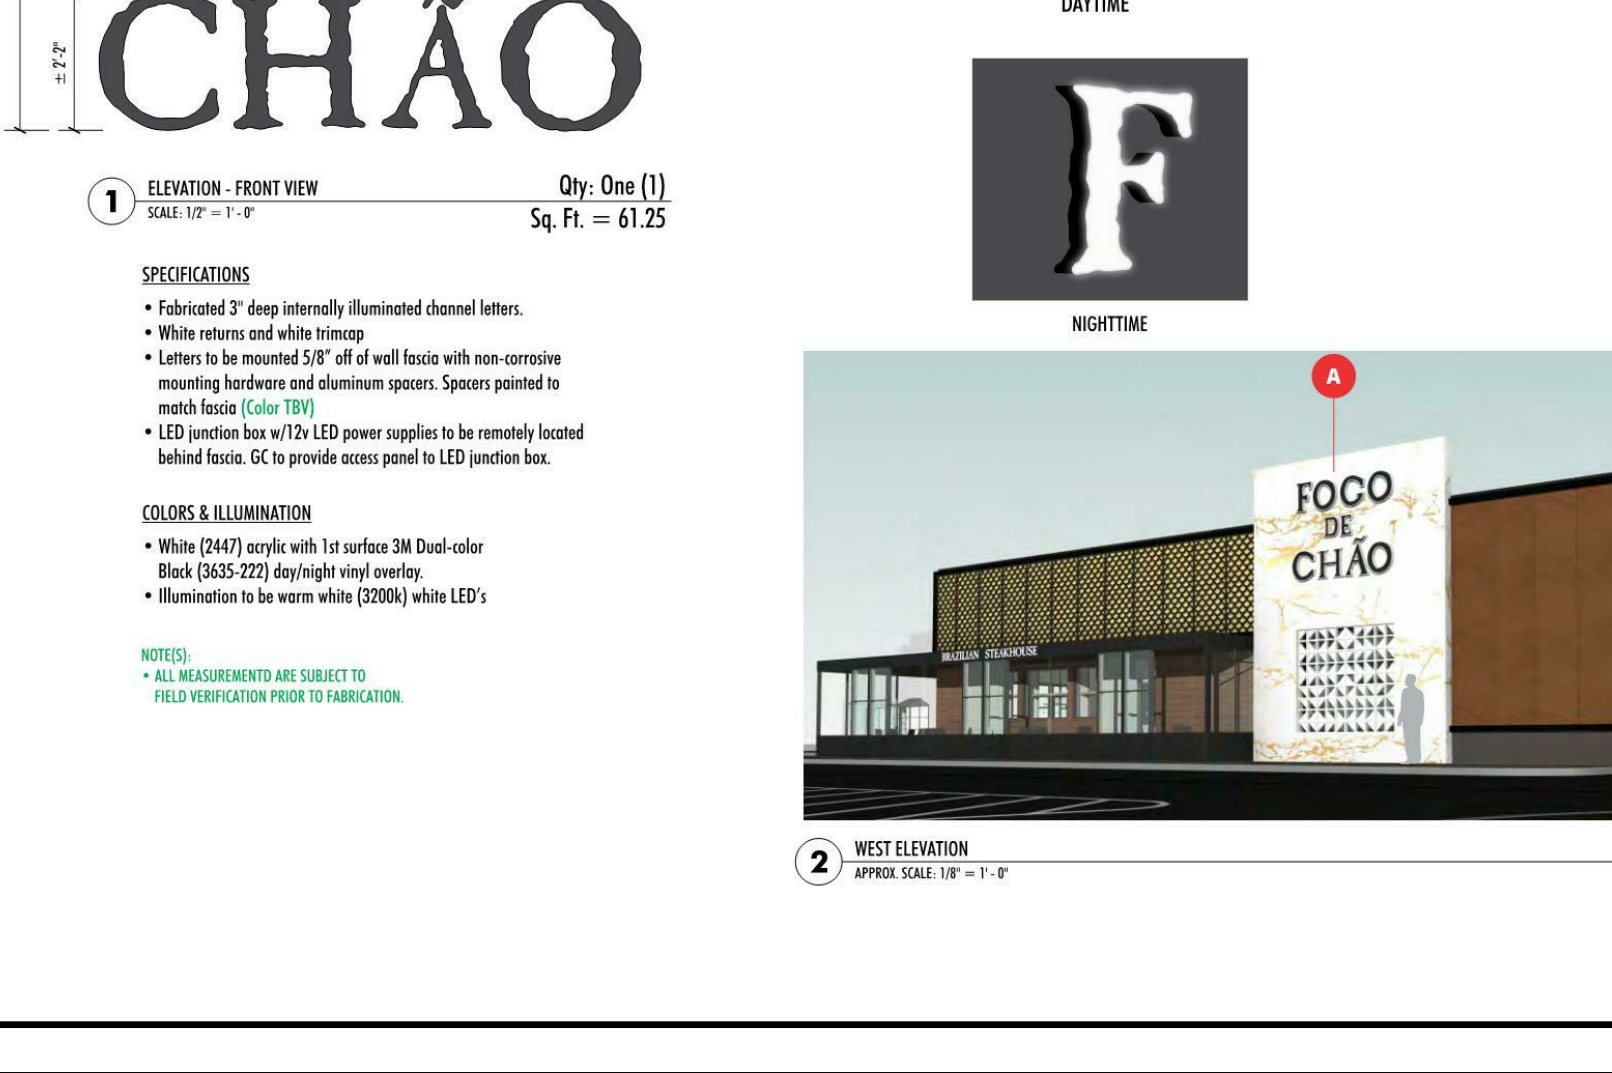 ± 2'-2"
CHÃO
1
ELEVATION - FRONT VIEW
Qty: One (1)
SCALE: 1/2" = 1' - 0"
Sq. Ft. = 61.25
SPECIFICATIONS
• Fabricated 3" deep internally illuminated channel letters.
• White returns and white trimcap
• Letters to be mounted 5/8” off of wall fascia with non-corrosive
mounting hardware and aluminum spacers. Spacers painted to
match fascia (Color TBV)
• LED junction box w/12v LED power supplies to be remotely located
behind fascia. GC to provide access panel to LED junction box.
COLORS & ILLUMINATION
• White (2447) acrylic with 1st surface 3M Dual-color
Black (3635-222) day/night vinyl overlay.
• Illumination to be warm white (3200k) white LED’s
NOTE(S):
• ALL MEASUREMENTD ARE SUBJECT TO
FIELD VERIFICATION PRIOR TO FABRICATION.
DAYTIME
F
NIGHTTIME
A
FOGO
DE
CHÃO
BRAZILIAN STEAKHOUSE
2
WEST ELEVATION
APPROX. SCALE: 1/8" = 1' - 0"